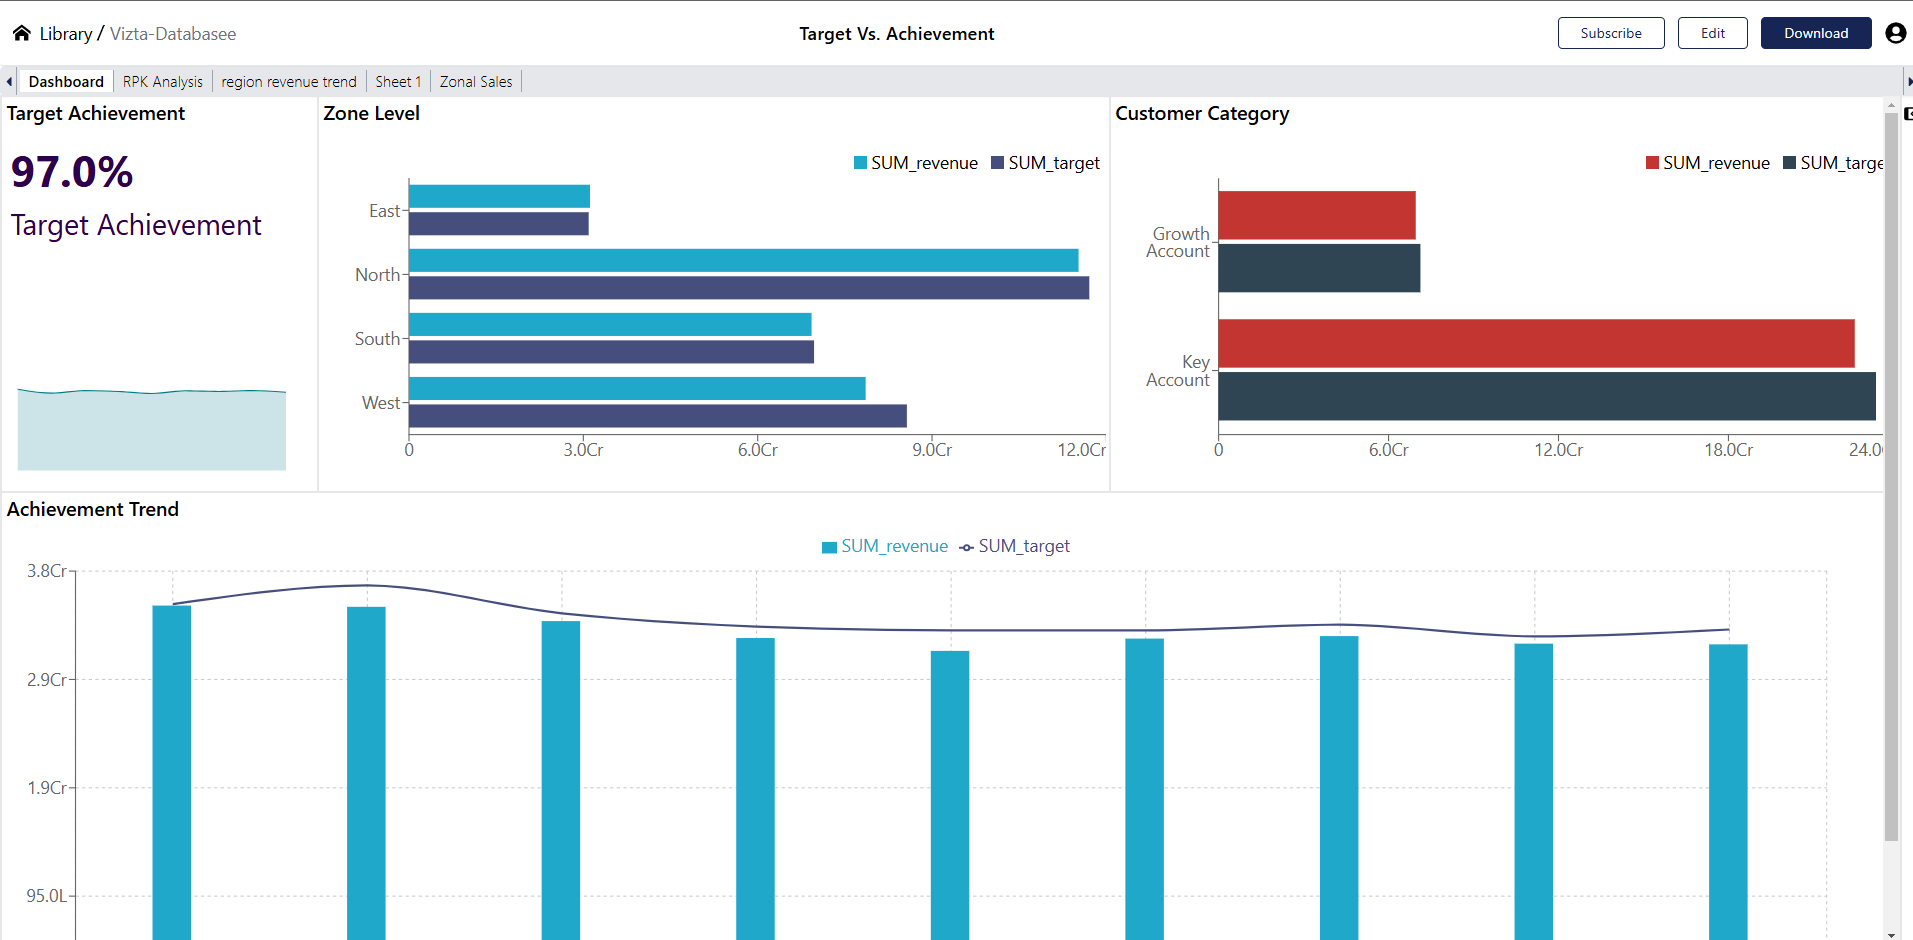 Library / Vizta-Databasee
Target Vs. Achievement
Subscribe
Edit
Download
Dashboard
RPK Analysis
region revenue trend
Sheet 1
Zonal Sales
Target Achievement
97.0%
Target Achievement
Zone Level
SUM_revenue
SUM_target
East
North
South
West
0
3.0Cr
6.0Cr
9.0Cr
12.0Cr
Customer Category
SUM_revenue
SUM_targe
Growth
Account
Key
Account
0
6.0Cr
12.0Cr
18.0Cr
24.0
Achievement Trend
SUM_revenue
SUM_target
3.8Cr
2.9Cr
1.9Cr
95.0L